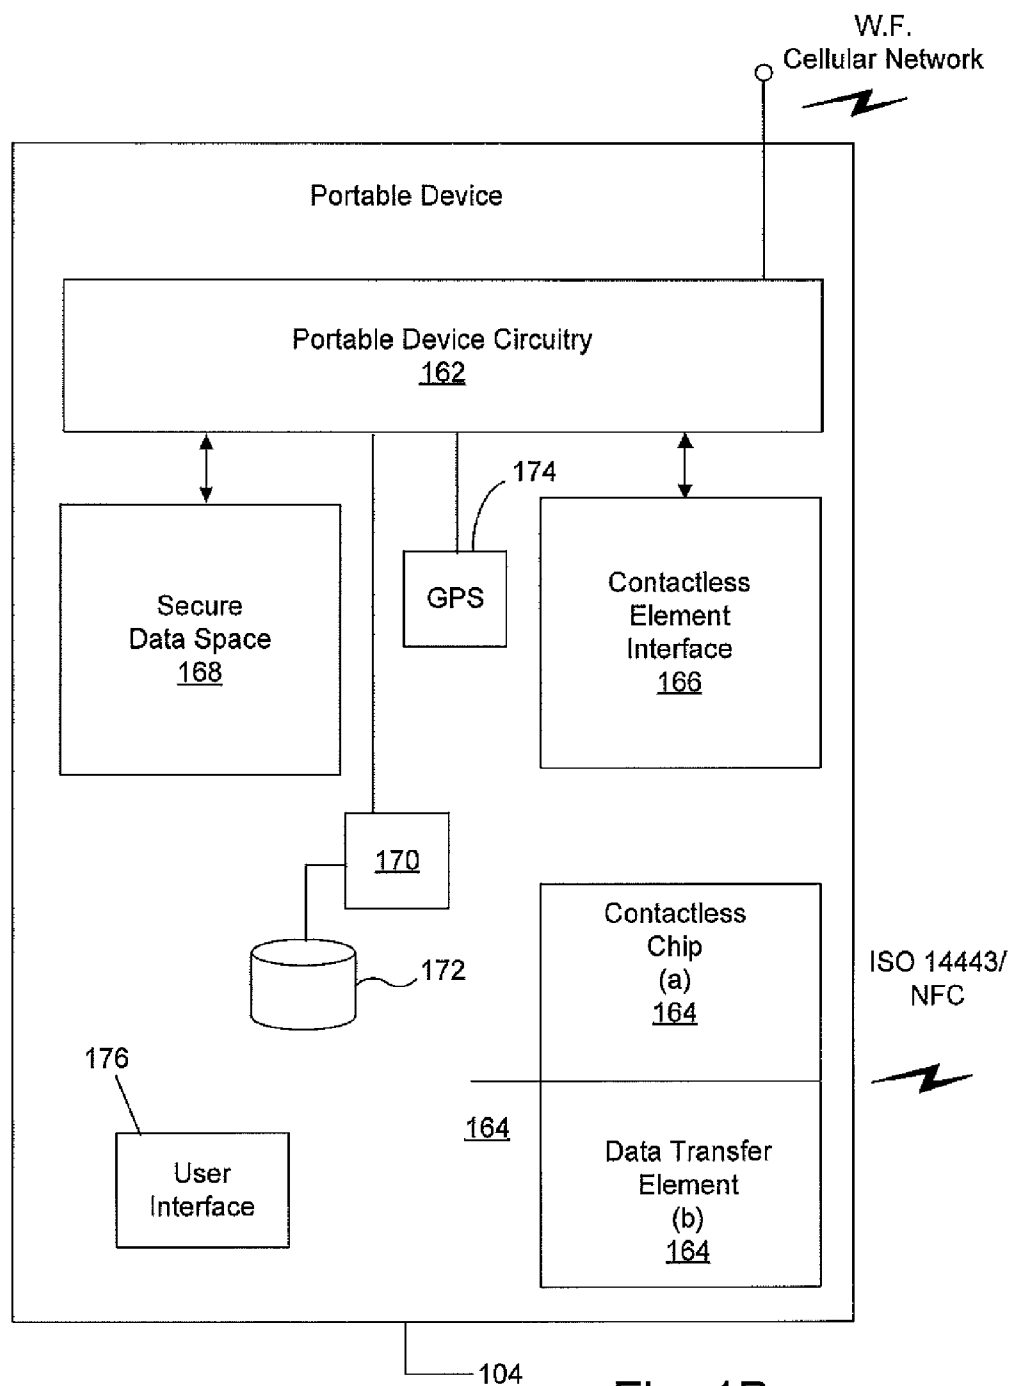 W.F.
Cellular Network
Portable Device
Portable Device Circuitry
162
174
GPS
Secure
Data Space
168
Contactless
Element
Interface
166
170
172
Contactless
Chip
(a)
164
ISO 14443/
NFC
176
164
User
Interface
Data Transfer
Element
(b)
164
104